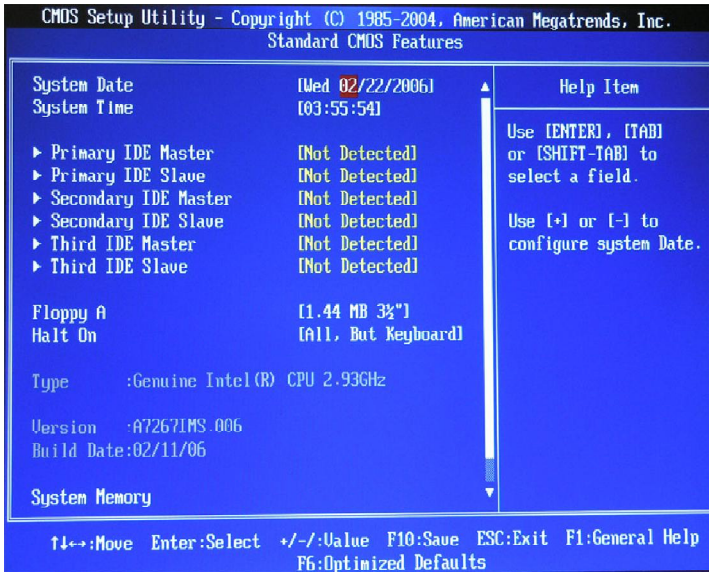 CMOS Setup Utility - Copyright (C) 1985-2004, American Megatrends, Inc.
Standard CMOS Features
System Date [Wed 02/22/2006]
System Time [03:55:54]
▶ Primary IDE Master [Not Detected]
▶ Primary IDE Slave [Not Detected]
▶ Secondary IDE Master [Not Detected]
▶ Secondary IDE Slave [Not Detected]
▶ Third IDE Master [Not Detected]
▶ Third IDE Slave [Not Detected]
Floppy A [1.44 MB 3½"]
Halt On [All, But Keyboard]
Type :Genuine Intel(R) CPU 2.93GHz
Version :A7267IMS.006
Build Date:02/11/06
System Memory
Help Item
Use [ENTER], [TAB]
or [SHIFT-TAB] to
select a field.
Use [+] or [-] to
configure system Date.
↑↓↔:Move Enter:Select +/-/:Value F10:Save ESC:Exit F1:General Help
F6:Optimized Defaults